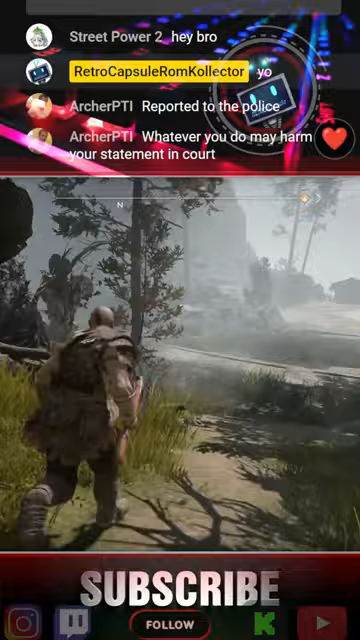 Street Power 2 hey bro
RetroCapsuleRomKollector yo
ArcherPTI Reported to the police
ArcherPTI Whatever you do may harm
your statement in court
N
SUBSCRIBE
FOLLOW